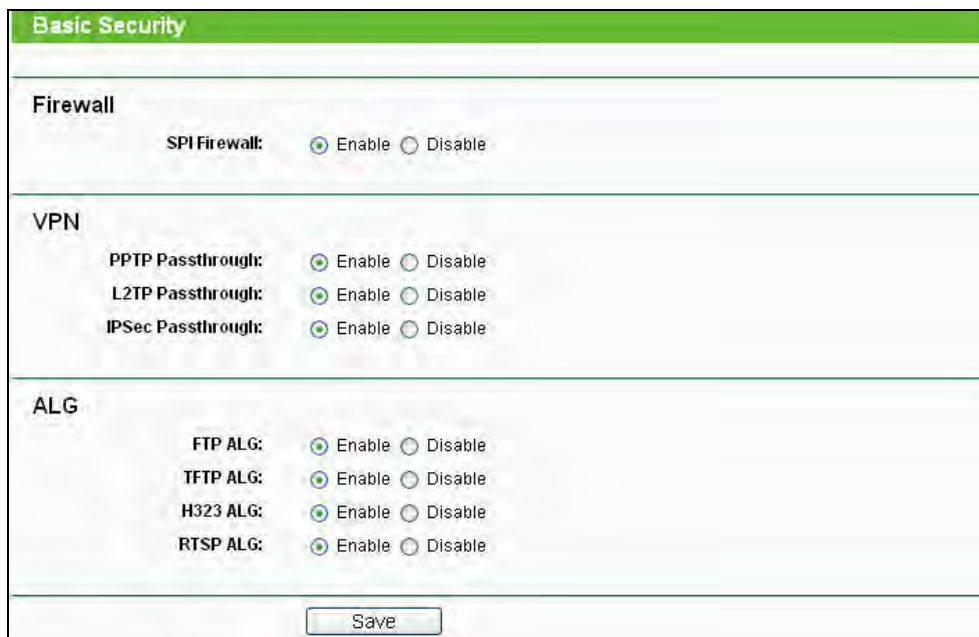 Basic Security
Firewall
SPI Firewall: Enable Disable
VPN
PPTP Passthrough: Enable Disable
L2TP Passthrough: Enable Disable
IPSec Passthrough: Enable Disable
ALG
FTP ALG: Enable Disable
TFTP ALG: Enable Disable
H323 ALG: Enable Disable
RTSP ALG: Enable Disable
Save